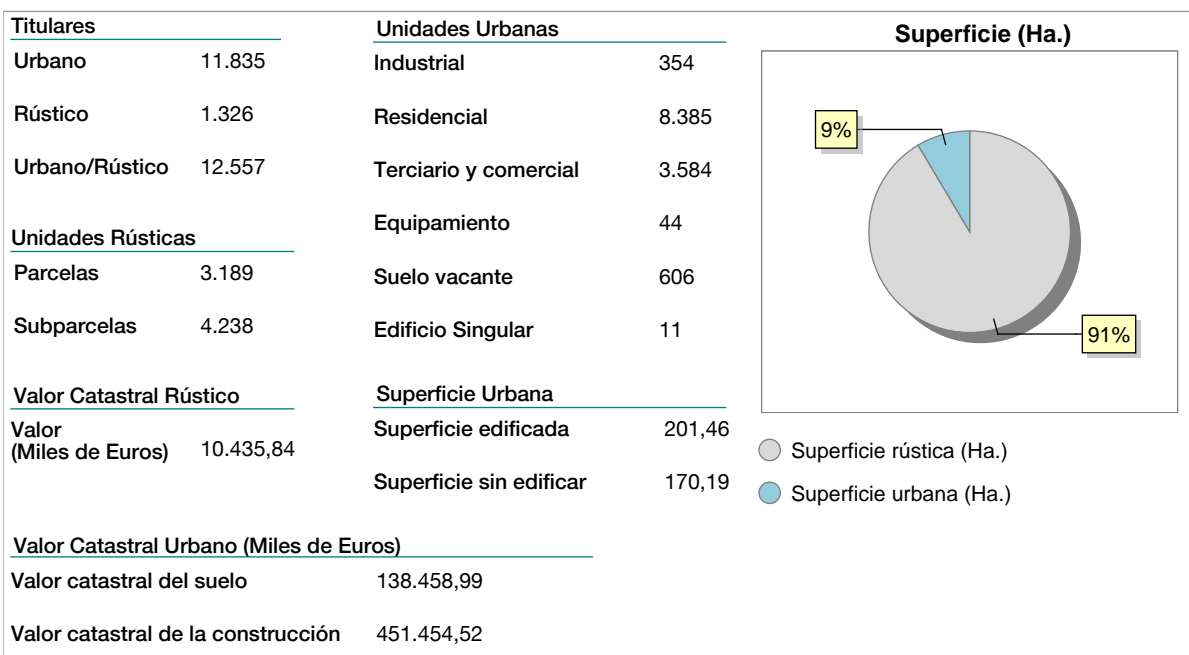 Titulares
Urbano 11.835
Rústico 1.326
Urbano/Rústico 12.557
Unidades Rústicas
Parcelas 3.189
Subparcelas 4.238
Valor Catastral Rústico
Valor
(Miles de Euros) 10.435,84
Unidades Urbanas
Industrial 354
Residencial 8.385
Terciario y comercial 3.584
Equipamiento 44
Suelo vacante 606
Edificio Singular 11
Superficie Urbana
Superficie edificada 201,46
Superficie sin edificar 170,19
Valor Catastral Urbano (Miles de Euros)
Valor catastral del suelo 138.458,99
Valor catastral de la construcción 451.454,52
Superficie (Ha.)
9%
91%
Superficie rústica (Ha.)
Superficie urbana (Ha.)